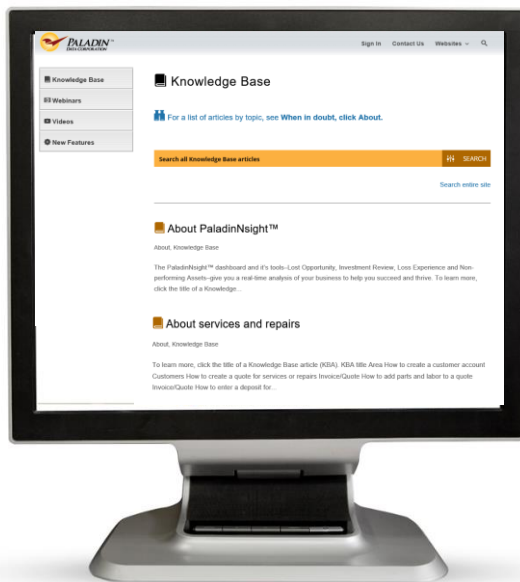 PALADIN™
DATA CORPORATION
Sign In Contact Us Websites
Knowledge Base
Webinars
Videos
New Features
Knowledge Base
For a list of articles by topic, see When in doubt, click About.
Search all Knowledge Base articles SEARCH
Search entire site
About PaladinNsight™
About, Knowledge Base
The PaladinNsight™ dashboard and it's tools–Lost Opportunity, Investment Review, Loss Experience and Non-
performing Assets–give you a real-time analysis of your business to help you succeed and thrive. To learn more,
click the title of a Knowledge...
About services and repairs
About, Knowledge Base
To learn more, click the title of a Knowledge Base article (KBA). KBA title Area How to create a customer account
Customers How to create a quote for services or repairs Invoice/Quote How to add parts and labor to a quote
Invoice/Quote How to enter a deposit for...